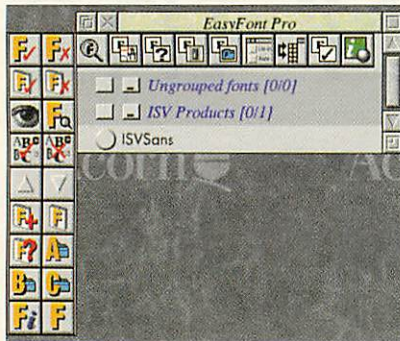 EasyFont Pro
Ungrouped fonts [0/0]
ISV Products [0/1]
ISVSans